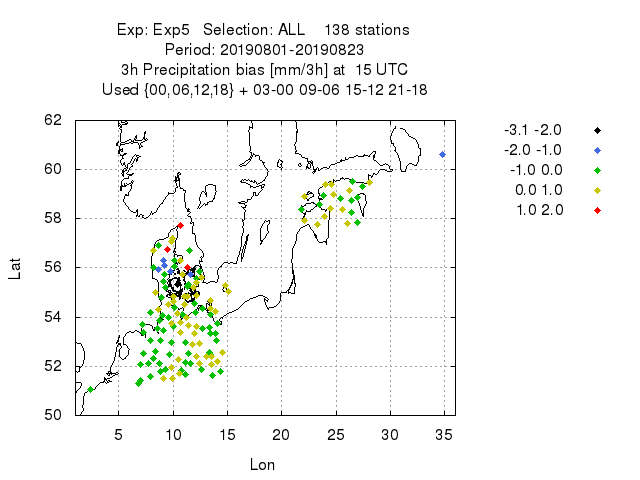 Exp: Exp5 Selection: ALL 138 stations
Period: 20190801-20190823
3h Precipitation bias [mm/3h] at 15 UTC
Used {00,06,12,18} + 03-00 09-06 15-12 21-18
-3.1 -2.0
-2.0 -1.0
-1.0 0.0
0.0 1.0
1.0 2.0
62
60
58
56
54
52
50
Lat
5 10 15 20 25 30 35
Lon